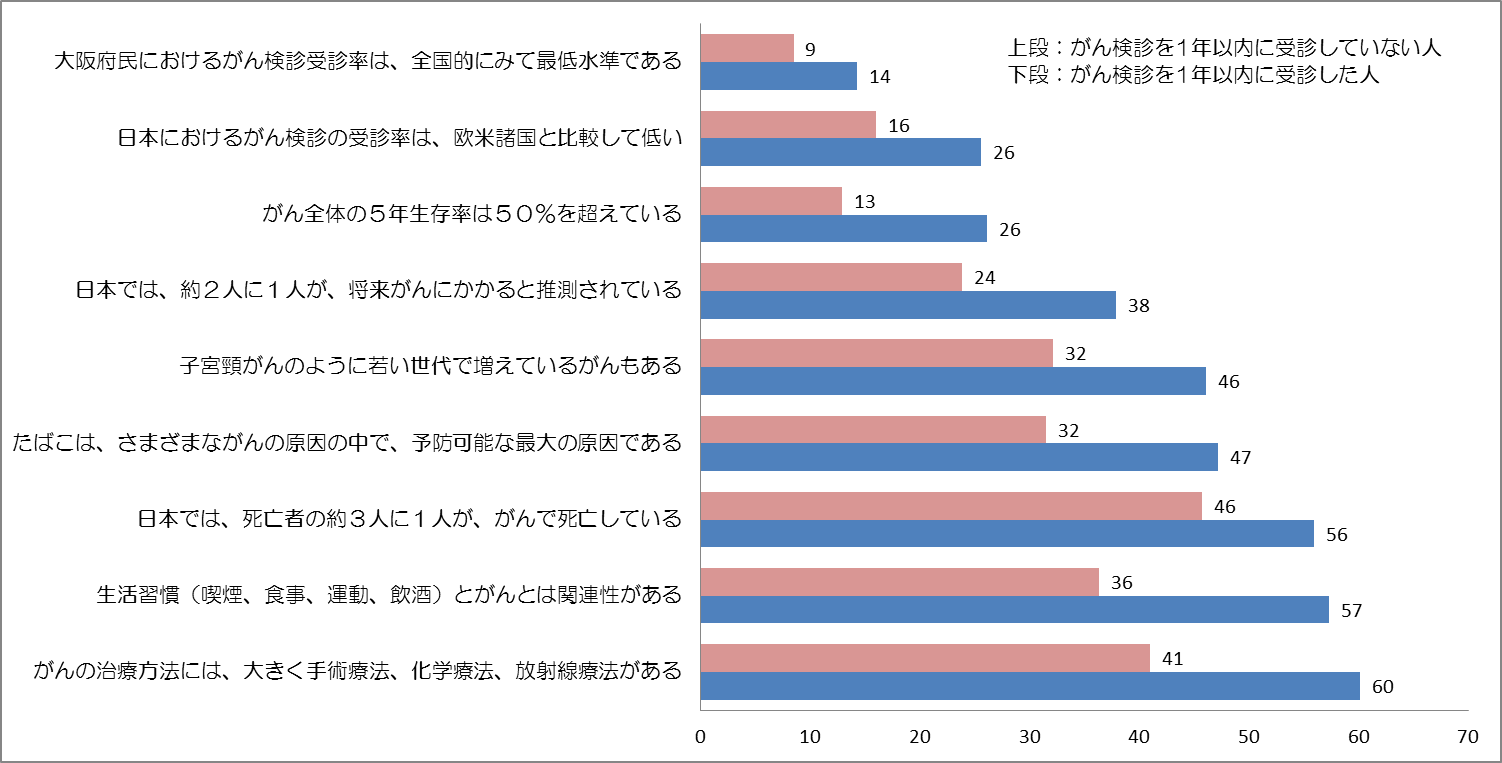 上段：がん検診を1年以内に受診していない人
下段：がん検診を1年以内に受診した人
大阪府民におけるがん検診受診率は、全国的にみて最低水準である
9
14
日本におけるがん検診の受診率は、欧米諸国と比較して低い
16
26
がん全体の５年生存率は５０％を超えている
13
26
日本では、約２人に１人が、将来がんにかかると推測されている
24
38
子宮頸がんのように若い世代で増えているがんもある
32
46
たばこは、さまざまながんの原因の中で、予防可能な最大の原因である
32
47
日本では、死亡者の約３人に１人が、がんで死亡している
46
56
生活習慣（喫煙、食事、運動、飲酒）とがんとは関連性がある
36
57
がんの治療方法には、大きく手術療法、化学療法、放射線療法がある
41
60
0 10 20 30 40 50 60 70